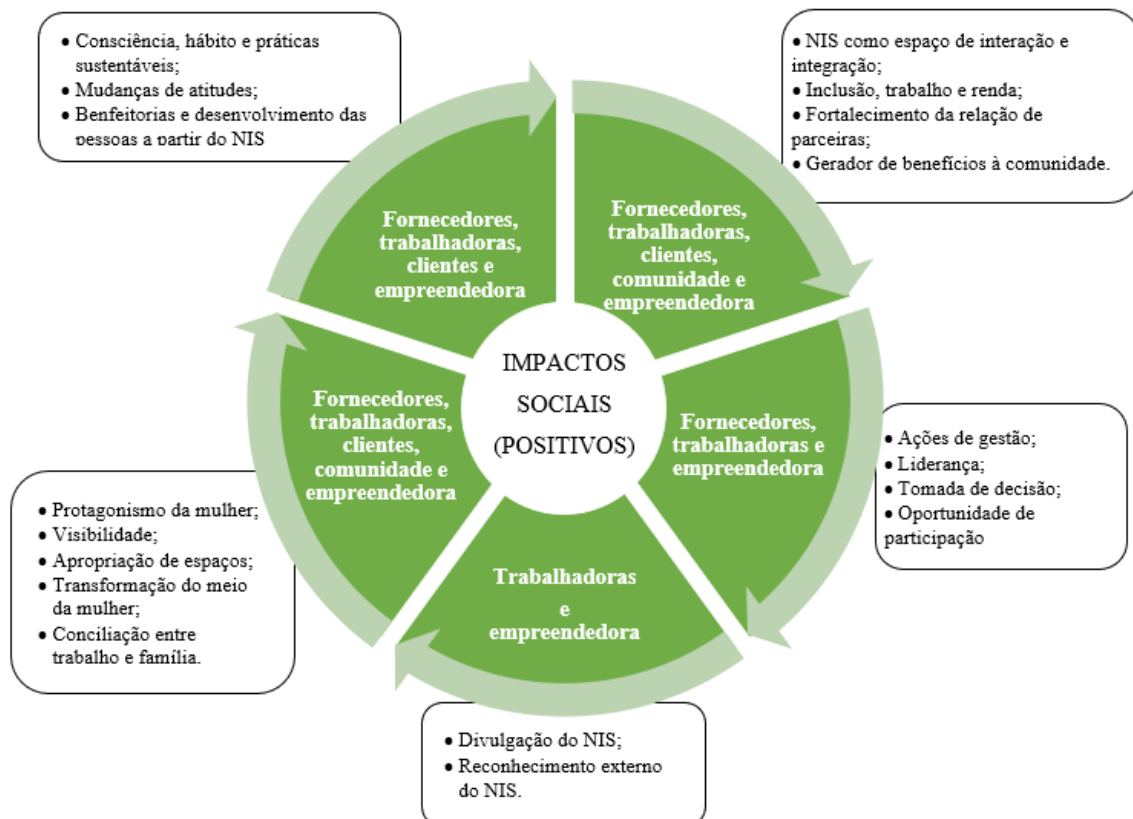 • Consciência, hábito e práticas
sustentáveis;
• Mudanças de atitudes;
• Benfeitorias e desenvolvimento das
pessoas a partir do NIS
• NIS como espaço de interação e
integração;
• Inclusão, trabalho e renda;
• Fortalecimento da relação de
parceiras;
• Gerador de benefícios à comunidade.
Fornecedores,
trabalhadoras,
clientes e
empreendedora
Fornecedores,
trabalhadoras,
clientes,
comunidade e
empreendedora
IMPACTOS
SOCIAIS
(POSITIVOS)
Fornecedores,
trabalhadoras,
clientes,
comunidade e
empreendedora
Fornecedores,
trabalhadoras e
empreendedora
• Ações de gestão;
• Liderança;
• Tomada de decisão;
• Oportunidade de
participação
• Protagonismo da mulher;
• Visibilidade;
• Apropriação de espaços;
• Transformação do meio
da mulher;
• Conciliação entre
trabalho e família.
Trabalhadoras
e
empreendedora
• Divulgação do NIS;
• Reconhecimento externo
do NIS.